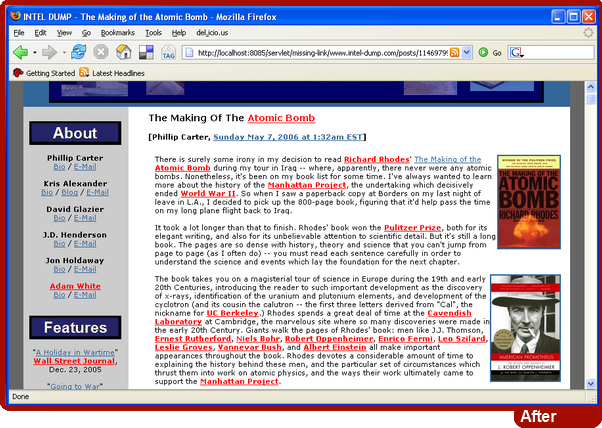 INTEL DUMP - The Making of the Atomic Bomb - Mozilla Firefox
File Edit View Go Bookmarks Tools Help del.icio.us
TAG http://localhost:8085/servlet/missing-link/www.intel-dump.com/posts/11469795 Go G
Getting Started Latest Headlines
About
Phillip Carter
Bio / E-Mail
Kris Alexander
Bio / Blog / E-Mail
David Glazier
Bio / E-Mail
J.D. Henderson
Bio / E-Mail
Jon Holdaway
Bio / E-Mail
Adam White
Bio / E-Mail
Features
"A Holiday in Wartime"
Wall Street Journal,
Dec. 23, 2005
"Going to War"
The Making Of The Atomic Bomb
[Phillip Carter, Sunday May 7, 2006 at 1:32am EST]
There is surely some irony in my decision to read Richard Rhodes' The Making of the
Atomic Bomb during my tour in Iraq -- where, apparently, there never were any atomic
bombs. Nonetheless, it's been on my book list for some time. I've always wanted to learn
more about the history of the Manhattan Project, the undertaking which decisively
ended World War II. So when I saw a paperback copy at Borders on my last night of
leave in L.A., I decided to pick up the 800-page book, figuring that it'd help pass the time
on my long plane flight back to Iraq.
THE MAKING OF THE
ATOMIC
BOMB
RICHARD
RHODES
It took a lot longer than that to finish. Rhodes' book won the Pulitzer Prize, both for its
elegant writing, and also for its unbelievable attention to scientific detail. But it's still a long
book. The pages are so dense with history, theory and science that you can't jump from
page to page (as I often do) -- you must read each sentence carefully in order to
understand the science and events which lay the foundation for the next chapter.
The book takes you on a magisterial tour of science in Europe during the 19th and early
20th Centuries, introducing the reader to such important development as the discovery
of x-rays, identification of the uranium and plutonium elements, and development of the
cyclotron (and its cousin the calutron -- the first three letters derived from "Cal", the
nickname for UC Berkeley.) Rhodes spends a great deal of time at the Cavendish
Laboratory at Cambridge, the marvelous site where so many discoveries were made in
the early 20th Century. Giants walk the pages of Rhodes' book: men like J.J. Thomson,
Ernest Rutherford, Niels Bohr, Robert Oppenheimer, Enrico Fermi, Leo Szilard,
Leslie Groves, Vannevar Bush, and Albert Einstein all make important
appearances throughout the book. Rhodes devotes a considerable amount of time to
explaining the history behind these men, and the particular set of circumstances which
thrust them into work on atomic physics, and the ways their work ultimately came to
support the Manhattan Project.
AMERICAN PROMETHEUS
J. ROBERT OPPENHEIMER
Done
After